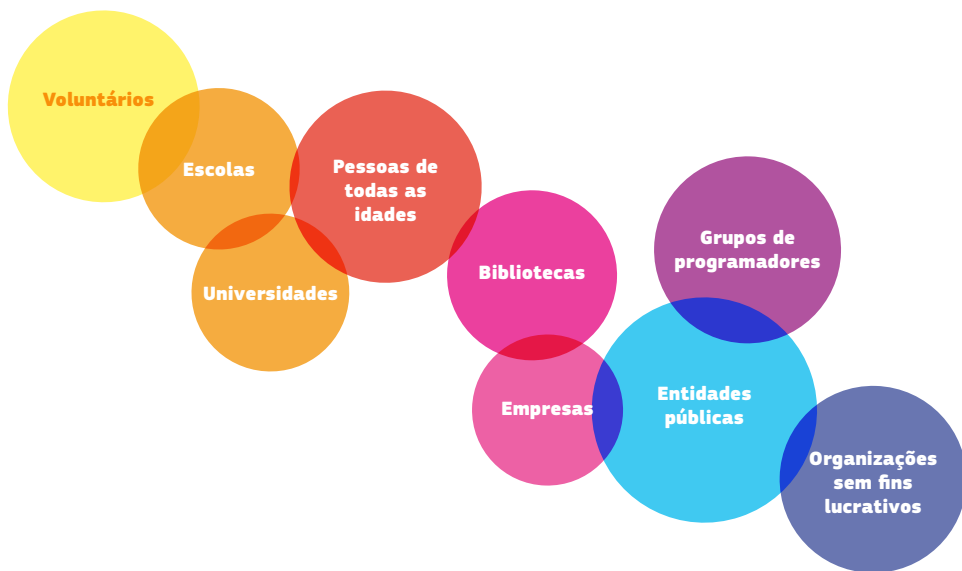 Voluntários
Escolas
Pessoas de
todas as
idades
Universidades
Bibliotecas
Grupos de
programadores
Empresas
Entidades
públicas
Organizações
sem fins
lucrativos